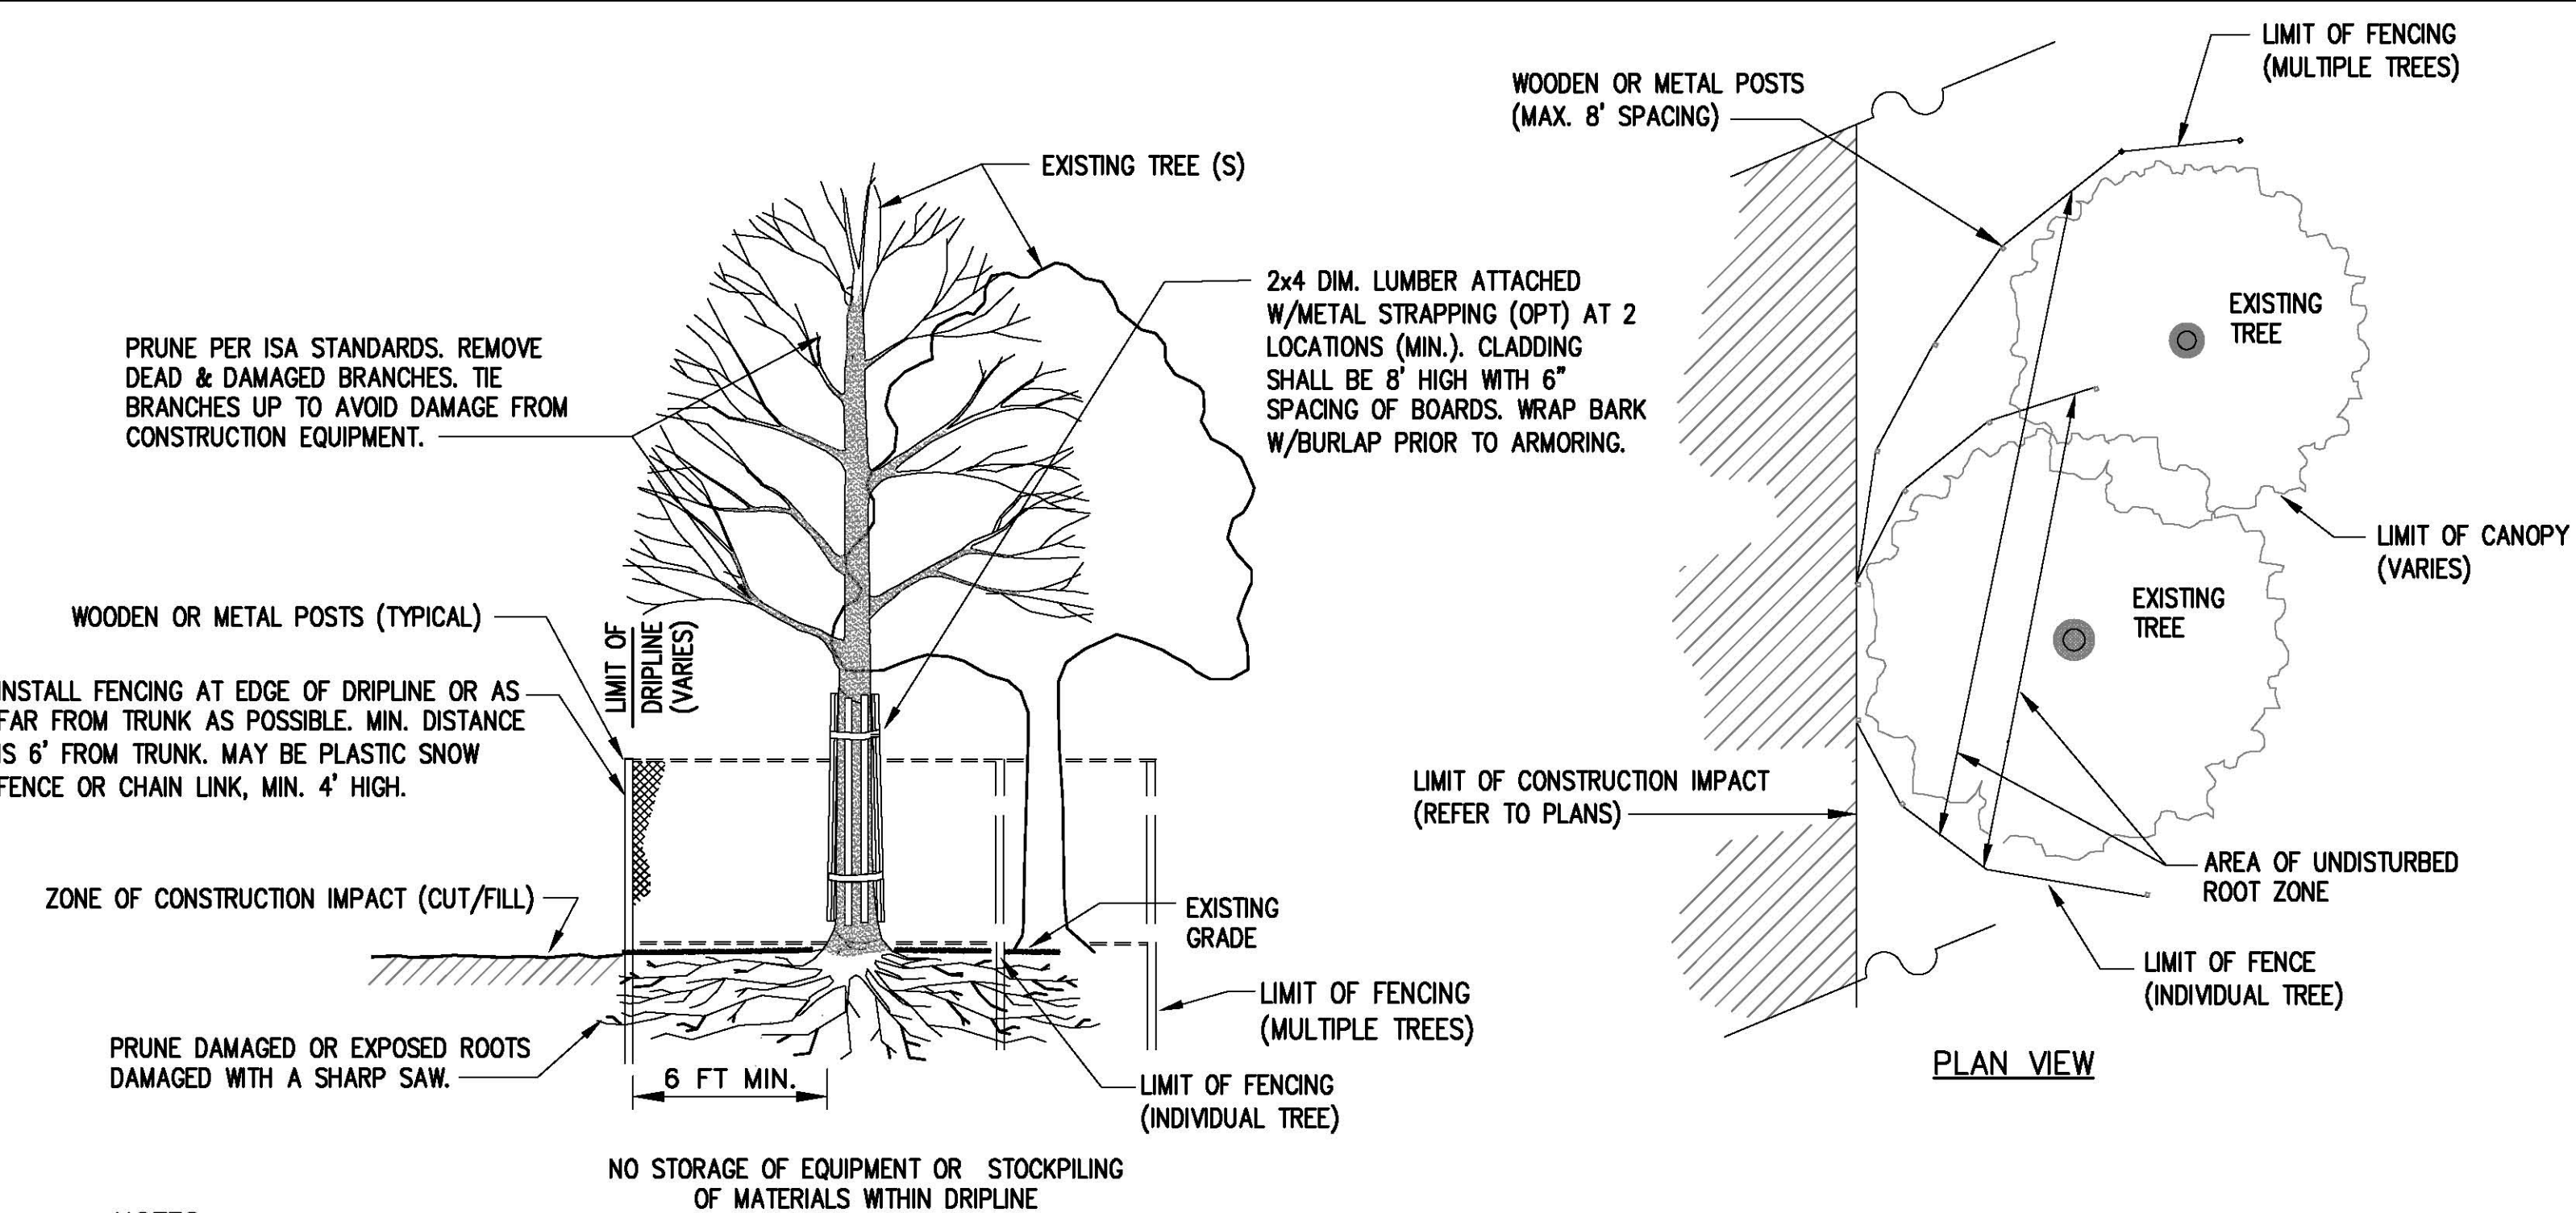 LIMIT OF FENCING
(MULTIPLE TREES)
WOODEN OR METAL POSTS
(MAX. 8' SPACING)
EXISTING TREE (S)
2x4 DIM. LUMBER ATTACHED
W/METAL STRAPPING (OPT) AT 2
LOCATIONS (MIN.). CLADDING
SHALL BE 8' HIGH WITH 6"
SPACING OF BOARDS. WRAP BARK
W/BURLAP PRIOR TO ARMORING.
EXISTING
TREE
PRUNE PER ISA STANDARDS. REMOVE
DEAD & DAMAGED BRANCHES. TIE
BRANCHES UP TO AVOID DAMAGE FROM
CONSTRUCTION EQUIPMENT.
LIMIT OF CANOPY
(VARIES)
EXISTING
TREE
WOODEN OR METAL POSTS (TYPICAL)
LIMIT OF
DRIPLINE
(VARIES)
INSTALL FENCING AT EDGE OF DRIPLINE OR AS
FAR FROM TRUNK AS POSSIBLE. MIN. DISTANCE
IS 6' FROM TRUNK. MAY BE PLASTIC SNOW
FENCE OR CHAIN LINK, MIN. 4' HIGH.
LIMIT OF CONSTRUCTION IMPACT
(REFER TO PLANS)
AREA OF UNDISTURBED
ROOT ZONE
ZONE OF CONSTRUCTION IMPACT (CUT/FILL)
EXISTING
GRADE
LIMIT OF FENCE
(INDIVIDUAL TREE)
LIMIT OF FENCING
(MULTIPLE TREES)
PRUNE DAMAGED OR EXPOSED ROOTS
DAMAGED WITH A SHARP SAW.
6 FT MIN.
LIMIT OF FENCING
(INDIVIDUAL TREE)
PLAN VIEW
NO STORAGE OF EQUIPMENT OR STOCKPILING
OF MATERIALS WITHIN DRIPLINE